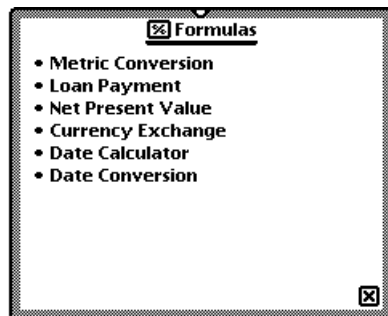 Formulas
• Metric Conversion
• Loan Payment
• Net Present Value
• Currency Exchange
• Date Calculator
• Date Conversion